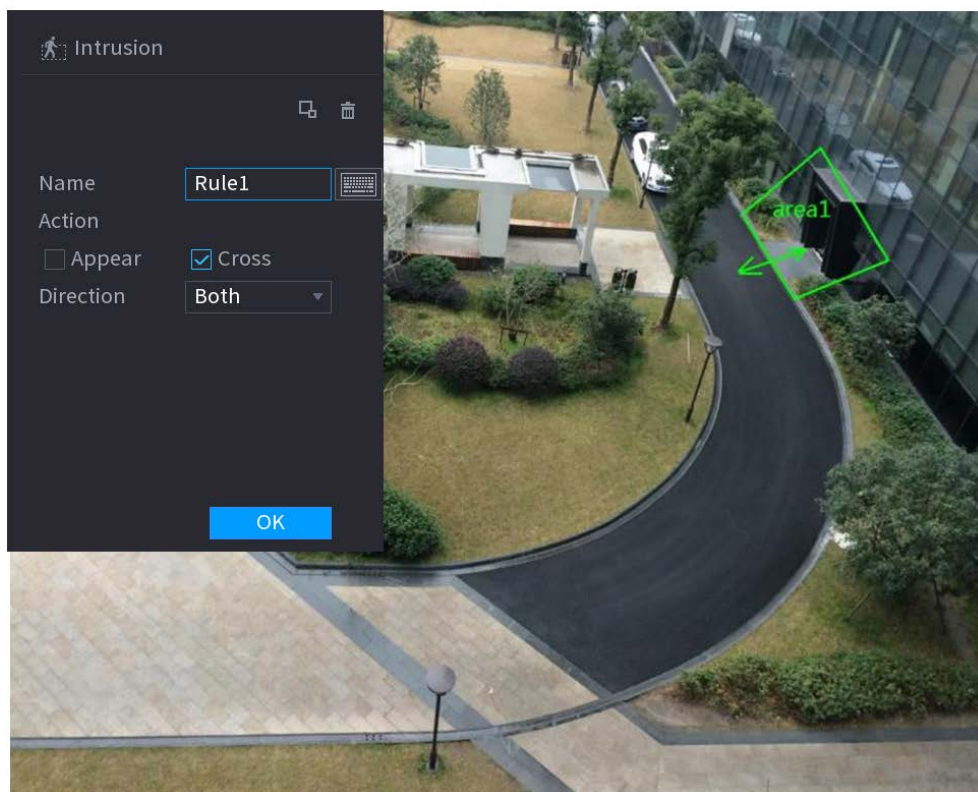 Intrusion
Name Rule1
Action
Appear Cross
Direction Both
OK
area1